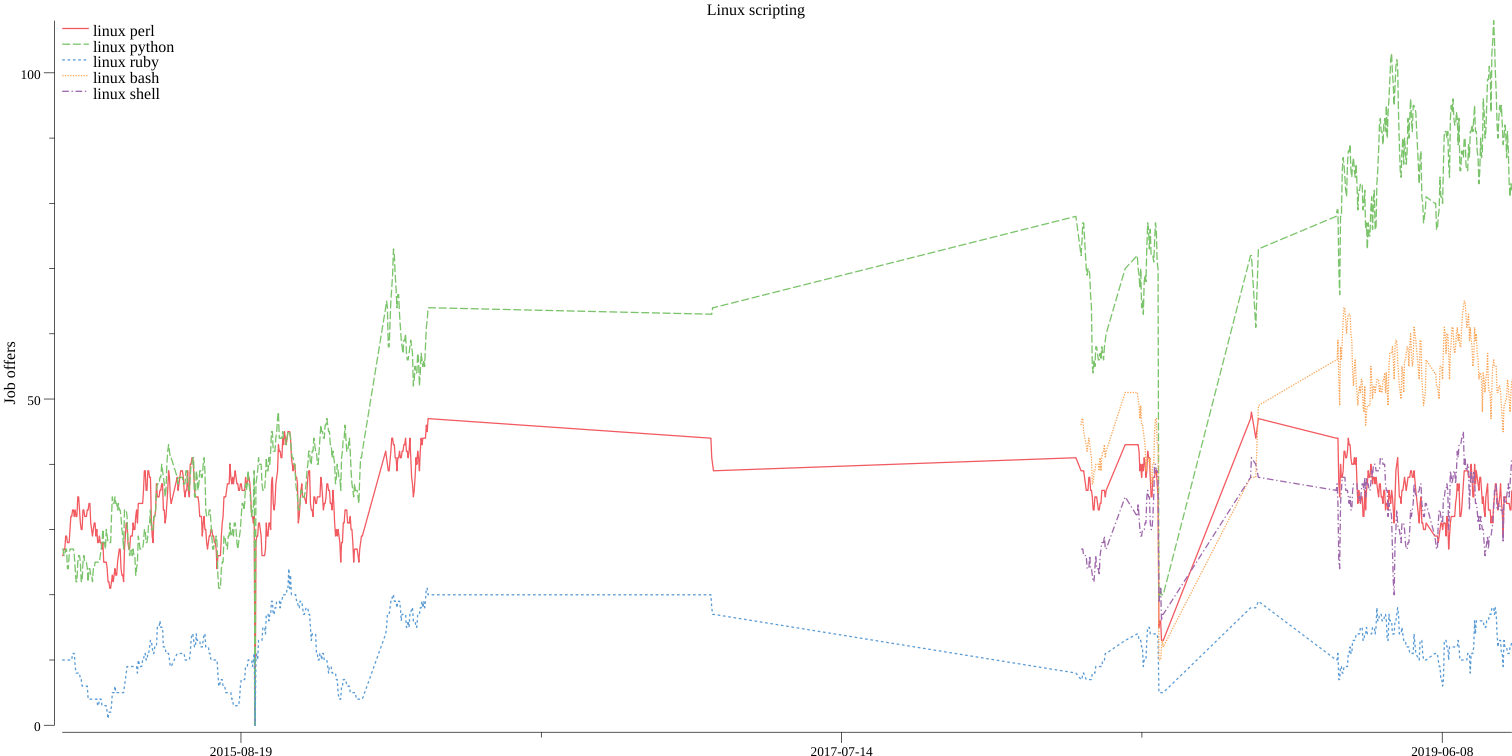 Linux scripting
linux perl
linux python
linux ruby
linux bash
linux shell
100
50
0
Job offers
2015-08-19
2017-07-14
2019-06-08